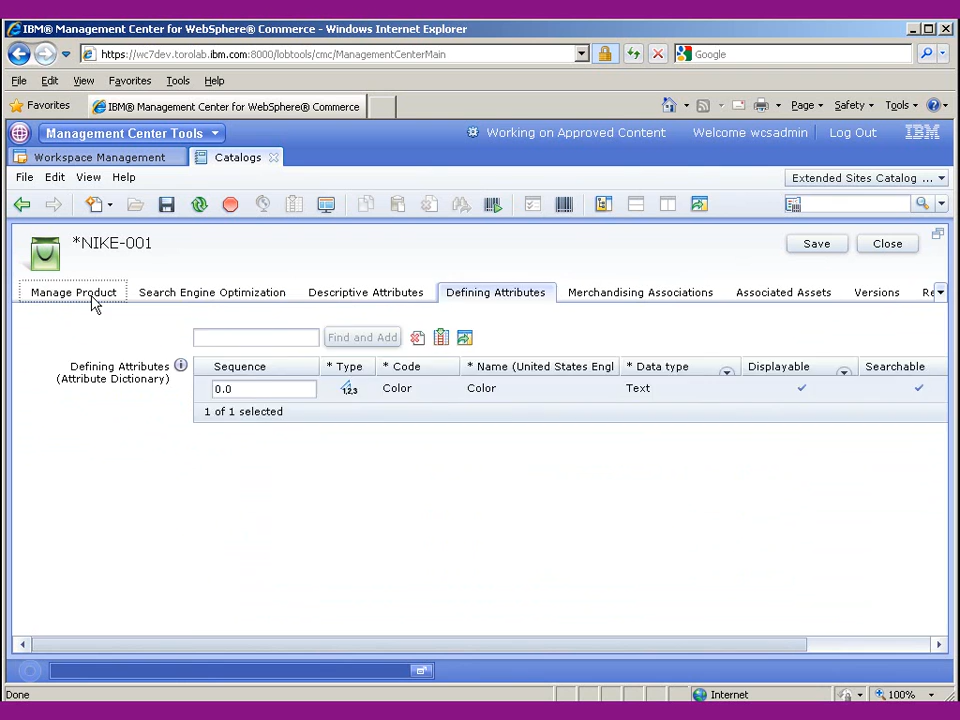 IBM® Management Center for WebSphere® Commerce - Windows Internet Explorer
https://wc7dev.torolab.ibm.com:8000/lobtools/cmc/ManagementCenterMain
Google
File Edit View Favorites Tools Help
Favorites IBM® Management Center for WebSphere® Commerce Page Safety Tools
Management Center Tools Working on Approved Content Welcome wcsadmin Log Out IBM
Workspace Management Catalogs
File Edit View Help Extended Sites Catalog ...
*NIKE-001 Save Close
Manage Product Search Engine Optimization Descriptive Attributes Defining Attributes Merchandising Associations Associated Assets Versions Re
Find and Add
Defining Attributes
(Attribute Dictionary)
Sequence * Type * Code * Name (United States Engl * Data type Displayable Searchable
0.0 1,2,3 Color Color Text
1 of 1 selected
Done Internet 100%